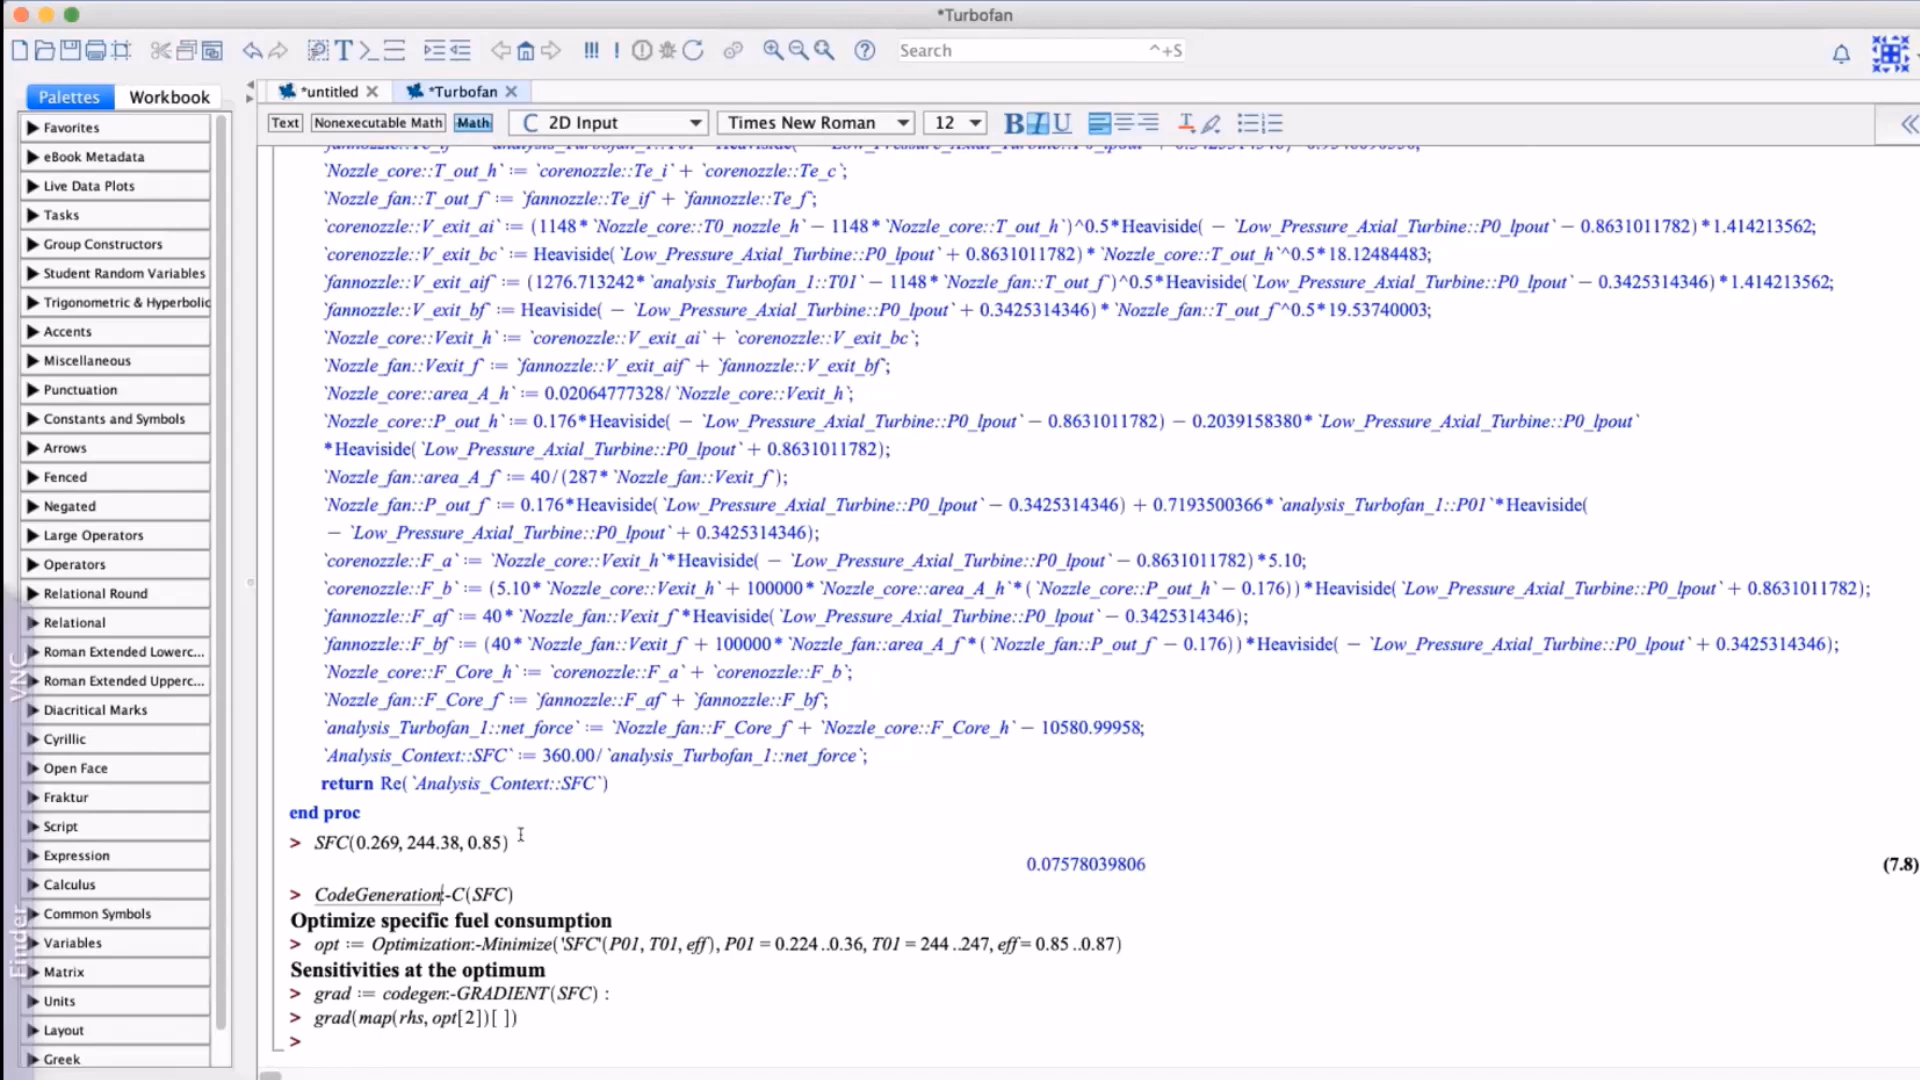 *Turbofan
Search ^+S
Palettes Workbook
*untitled *Turbofan
Text Nonexecutable Math Math C 2D Input Times New Roman 12 B I U
Favorites
eBook Metadata
Live Data Plots
Tasks
Group Constructors
Student Random Variables
Trigonometric & Hyperbolic
Accents
Miscellaneous
Punctuation
Constants and Symbols
Arrows
Fenced
Negated
Large Operators
Operators
Relational Round
Relational
Roman Extended Lowerc...
Roman Extended Upperc...
Diacritical Marks
Cyrillic
Open Face
Fraktur
Script
Expression
Calculus
Common Symbols
Variables
Matrix
Units
Layout
Greek
VNC
Finder
`Nozzle_core::T_out_h` := `corenozzle::Te_i` + `corenozzle::Te_c`;
`Nozzle_fan::T_out_f` := `fannozzle::Te_if` + `fannozzle::Te_f`;
`corenozzle::V_exit_ai` := (1148*`Nozzle_core::T0_nozzle_h` − 1148*`Nozzle_core::T_out_h`)^0.5*Heaviside( − `Low_Pressure_Axial_Turbine::P0_lpout` − 0.8631011782)*1.414213562;
`corenozzle::V_exit_bc` := Heaviside(`Low_Pressure_Axial_Turbine::P0_lpout` + 0.8631011782)*`Nozzle_core::T_out_h`^0.5*18.12484483;
`fannozzle::V_exit_aif` := (1276.713242*`analysis_Turbofan_1::T01` − 1148*`Nozzle_fan::T_out_f`)^0.5*Heaviside(`Low_Pressure_Axial_Turbine::P0_lpout` − 0.3425314346)*1.414213562;
`fannozzle::V_exit_bf` := Heaviside( − `Low_Pressure_Axial_Turbine::P0_lpout` + 0.3425314346)*`Nozzle_fan::T_out_f`^0.5*19.53740003;
`Nozzle_core::Vexit_h` := `corenozzle::V_exit_ai` + `corenozzle::V_exit_bc`;
`Nozzle_fan::Vexit_f` := `fannozzle::V_exit_aif` + `fannozzle::V_exit_bf`;
`Nozzle_core::area_A_h` := 0.02064777328/`Nozzle_core::Vexit_h`;
`Nozzle_core::P_out_h` := 0.176*Heaviside( − `Low_Pressure_Axial_Turbine::P0_lpout` − 0.8631011782) − 0.2039158380*`Low_Pressure_Axial_Turbine::P0_lpout`
*Heaviside(`Low_Pressure_Axial_Turbine::P0_lpout` + 0.8631011782);
`Nozzle_fan::area_A_f` := 40/(287*`Nozzle_fan::Vexit_f`);
`Nozzle_fan::P_out_f` := 0.176*Heaviside(`Low_Pressure_Axial_Turbine::P0_lpout` − 0.3425314346) + 0.7193500366*`analysis_Turbofan_1::P01`*Heaviside(
− `Low_Pressure_Axial_Turbine::P0_lpout` + 0.3425314346);
`corenozzle::F_a` := `Nozzle_core::Vexit_h`*Heaviside( − `Low_Pressure_Axial_Turbine::P0_lpout` − 0.8631011782)*5.10;
`corenozzle::F_b` := (5.10*`Nozzle_core::Vexit_h` + 100000*`Nozzle_core::area_A_h`*(`Nozzle_core::P_out_h` − 0.176))*Heaviside(`Low_Pressure_Axial_Turbine::P0_lpout` + 0.8631011782);
`fannozzle::F_af` := 40*`Nozzle_fan::Vexit_f`*Heaviside(`Low_Pressure_Axial_Turbine::P0_lpout` − 0.3425314346);
`fannozzle::F_bf` := (40*`Nozzle_fan::Vexit_f` + 100000*`Nozzle_fan::area_A_f`*(`Nozzle_fan::P_out_f` − 0.176))*Heaviside( − `Low_Pressure_Axial_Turbine::P0_lpout` + 0.3425314346);
`Nozzle_core::F_Core_h` := `corenozzle::F_a` + `corenozzle::F_b`;
`Nozzle_fan::F_Core_f` := `fannozzle::F_af` + `fannozzle::F_bf`;
`analysis_Turbofan_1::net_force` := `Nozzle_fan::F_Core_f` + `Nozzle_core::F_Core_h` − 10580.99958;
`Analysis_Context::SFC` := 360.00/`analysis_Turbofan_1::net_force`;
return Re(`Analysis_Context::SFC`)
end proc
> SFC(0.269, 244.38, 0.85)
0.07578039806 (7.8)
> CodeGeneration:-C(SFC)
Optimize specific fuel consumption
> opt := Optimization:-Minimize('SFC'(P01, T01, eff), P01 = 0.224 ..0.36, T01 = 244 ..247, eff = 0.85 ..0.87)
Sensitivities at the optimum
> grad := codegen:-GRADIENT(SFC) :
> grad(map(rhs, opt[2])[ ])
>